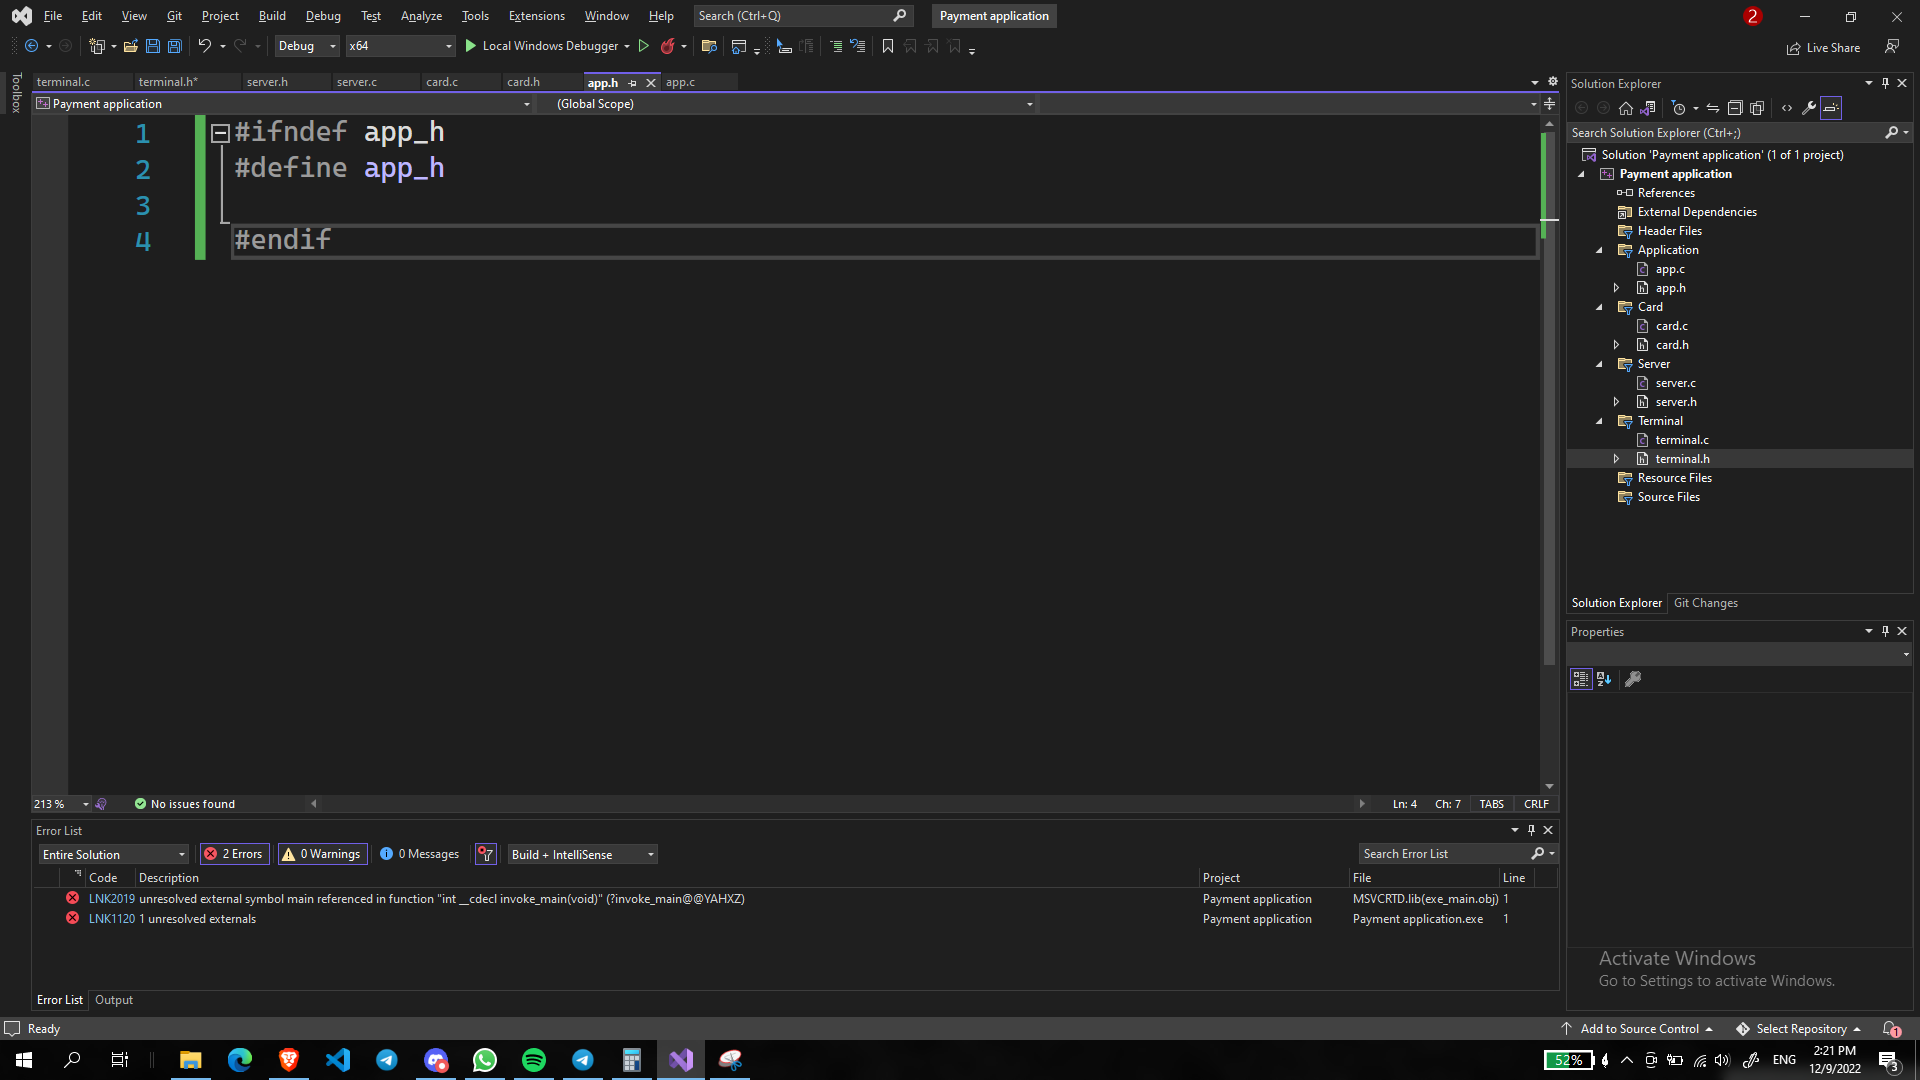 File Edit View Git Project Build Debug Test Analyze Tools Extensions Window Help Search (Ctrl+Q) Payment application 2
Debug x64 Local Windows Debugger Live Share
Toolbox
terminal.c terminal.h* server.h server.c card.c card.h app.h app.c
Payment application (Global Scope)
1 #ifndef app_h
2 #define app_h
3
4 #endif
213 % No issues found Ln: 4 Ch: 7 TABS CRLF
Error List
Entire Solution 2 Errors 0 Warnings 0 Messages Build + IntelliSense Search Error List
Code Description Project File Line
LNK2019 unresolved external symbol main referenced in function "int __cdecl invoke_main(void)" (?invoke_main@@YAHXZ) Payment application MSVCRTD.lib(exe_main.obj) 1
LNK1120 1 unresolved externals Payment application Payment application.exe 1
Error List Output
Solution Explorer
Search Solution Explorer (Ctrl+;)
Solution 'Payment application' (1 of 1 project)
Payment application
References
External Dependencies
Header Files
Application
app.c
app.h
Card
card.c
card.h
Server
server.c
server.h
Terminal
terminal.c
terminal.h
Resource Files
Source Files
Solution Explorer Git Changes
Properties
Activate Windows
Go to Settings to activate Windows.
Ready Add to Source Control Select Repository 1
52% ENG 2:21 PM
12/9/2022 3